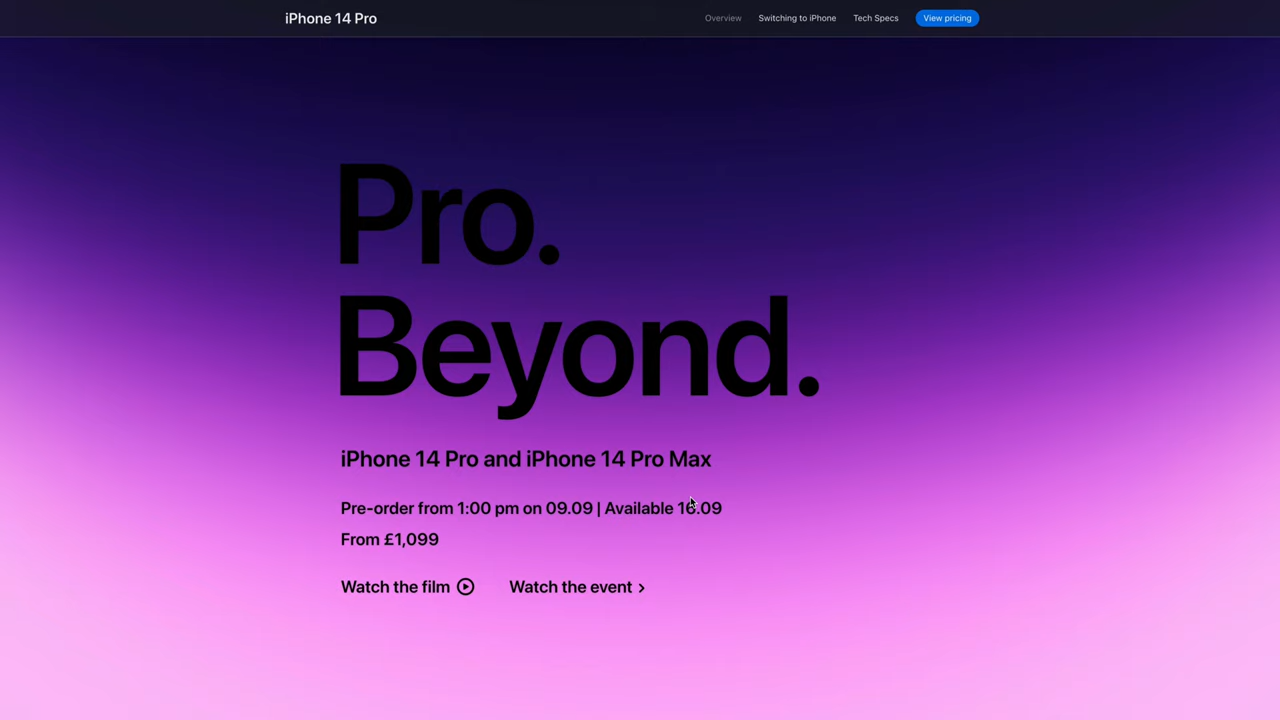 iPhone 14 Pro
Overview Switching to iPhone Tech Specs View pricing
Pro.
Beyond.
iPhone 14 Pro and iPhone 14 Pro Max
Pre-order from 1:00 pm on 09.09 | Available 16.09
From £1,099
Watch the film Watch the event >